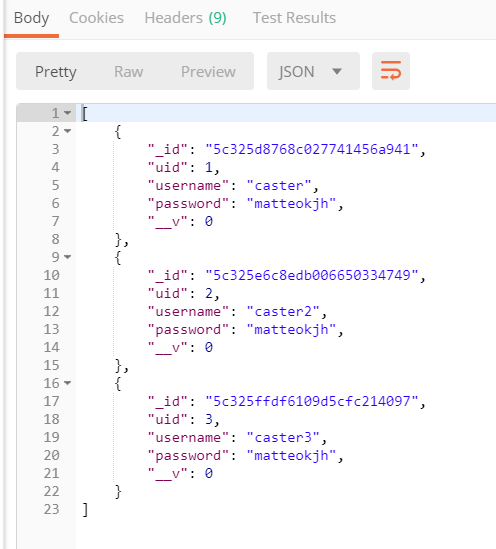 Body Cookies Headers (9) Test Results
Pretty Raw Preview JSON
1 [
2 {
3 "_id": "5c325d8768c027741456a941",
4 "uid": 1,
5 "username": "caster",
6 "password": "matteokjh",
7 "__v": 0
8 },
9 {
10 "_id": "5c325e6c8edb006650334749",
11 "uid": 2,
12 "username": "caster2",
13 "password": "matteokjh",
14 "__v": 0
15 },
16 {
17 "_id": "5c325ffdf6109d5cfc214097",
18 "uid": 3,
19 "username": "caster3",
20 "password": "matteokjh",
21 "__v": 0
22 }
23 ]